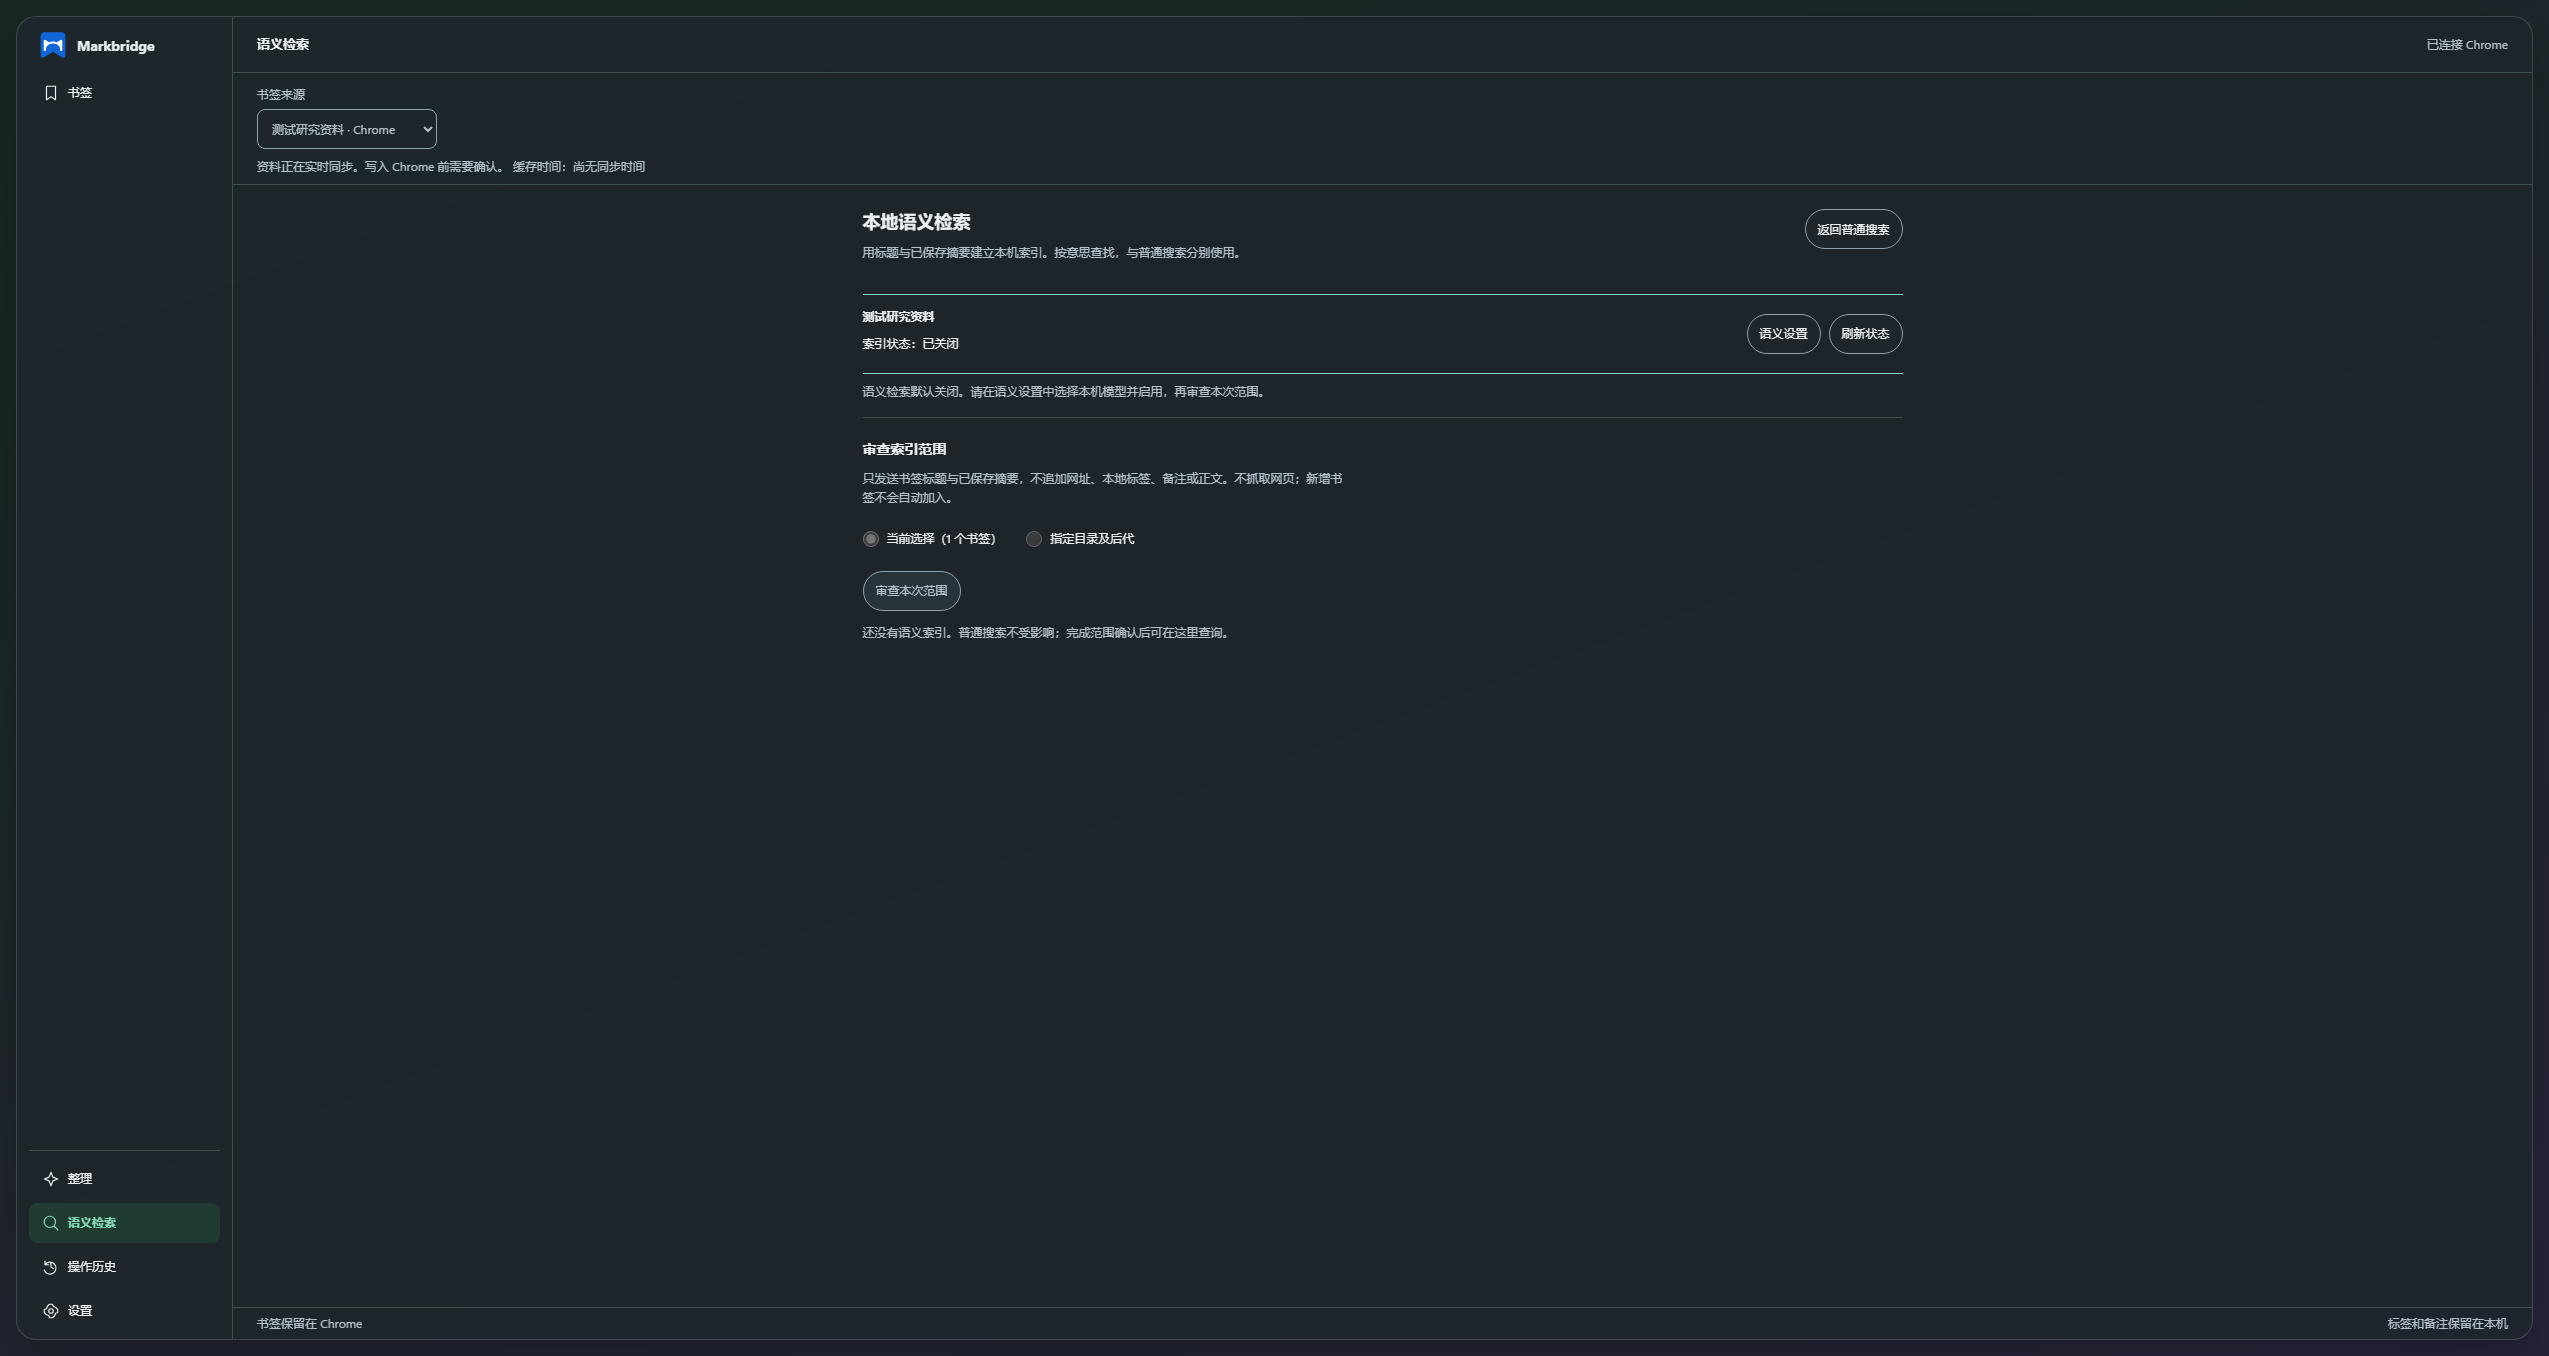 Markbridge
书签
整理
语义检索
操作历史
设置
语义检索
已连接 Chrome
书签来源
测试研究资料 · Chrome
资料正在实时同步。写入 Chrome 前需要确认。 缓存时间：尚无同步时间
本地语义检索
返回普通搜索
用标题与已保存摘要建立本机索引。按意思查找，与普通搜索分别使用。
测试研究资料
索引状态：已关闭
语义设置
刷新状态
语义检索默认关闭。请在语义设置中选择本机模型并启用，再审查本次范围。
审查索引范围
只发送书签标题与已保存摘要，不追加网址、本地标签、备注或正文。不抓取网页；新增书
签不会自动加入。
当前选择（1 个书签）
指定目录及后代
审查本次范围
还没有语义索引。普通搜索不受影响；完成范围确认后可在这里查询。
书签保留在 Chrome
标签和备注保留在本机